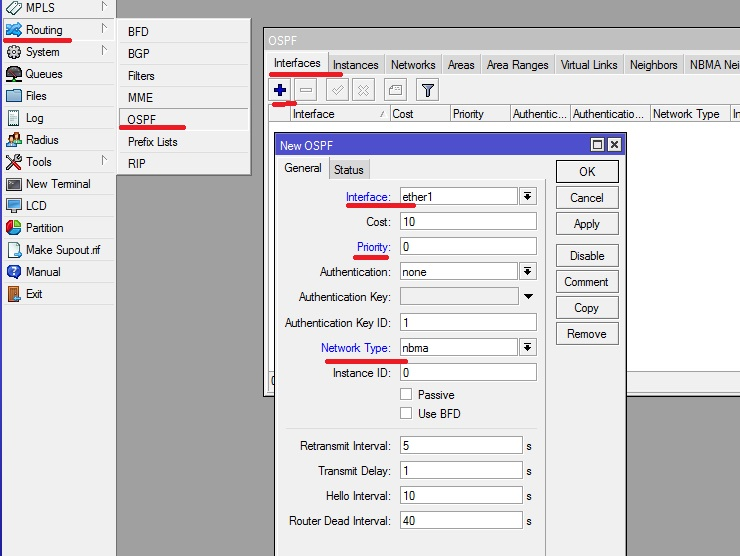 MPLS
Routing
System
Queues
Files
Log
Radius
Tools
New Terminal
LCD
Partition
Make Supout.rif
Manual
Exit
BFD
BGP
Filters
MME
OSPF
Prefix Lists
RIP
OSPF
Interfaces Instances Networks Areas Area Ranges Virtual Links Neighbors NBMA Nei
Interface Cost Priority Authentic... Authenticatio... Network Type In
New OSPF
General Status
Interface: ether1
Cost: 10
Priority: 0
Authentication: none
Authentication Key:
Authentication Key ID: 1
Network Type: nbma
Instance ID: 0
Passive
Use BFD
Retransmit Interval: 5 s
Transmit Delay: 1 s
Hello Interval: 10 s
Router Dead Interval: 40 s
OK
Cancel
Apply
Disable
Comment
Copy
Remove